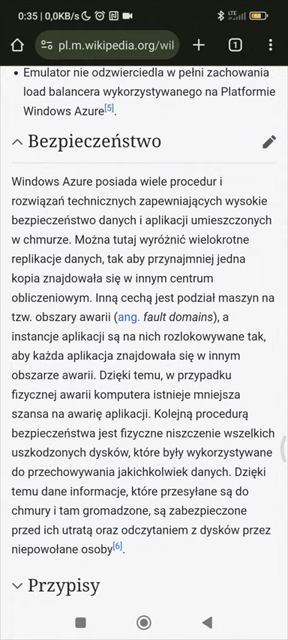 0:35 | 0,0KB/s
LTE
pl.m.wikipedia.org/wil
1
• Emulator nie odzwierciedla w pełni zachowania
load balancera wykorzystywanego na Platformie
Windows Azure[5].
Bezpieczeństwo
Windows Azure posiada wiele procedur i
rozwiązań technicznych zapewniających wysokie
bezpieczeństwo danych i aplikacji umieszczonych
w chmurze. Można tutaj wyróżnić wielokrotne
replikacje danych, tak aby przynajmniej jedna
kopia znajdowała się w innym centrum
obliczeniowym. Inną cechą jest podział maszyn na
tzw. obszary awarii (ang. fault domains), a
instancje aplikacji są na nich rozlokowywane tak,
aby każda aplikacja znajdowała się w innym
obszarze awarii. Dzięki temu, w przypadku
fizycznej awarii komputera istnieje mniejsza
szansa na awarię aplikacji. Kolejną procedurą
bezpieczeństwa jest fizyczne niszczenie wszelkich
uszkodzonych dysków, które były wykorzystywane
do przechowywania jakichkolwiek danych. Dzięki
temu dane informacje, które przesyłane są do
chmury i tam gromadzone, są zabezpieczone
przed ich utratą oraz odczytaniem z dysków przez
niepowołane osoby[6].
Przypisy